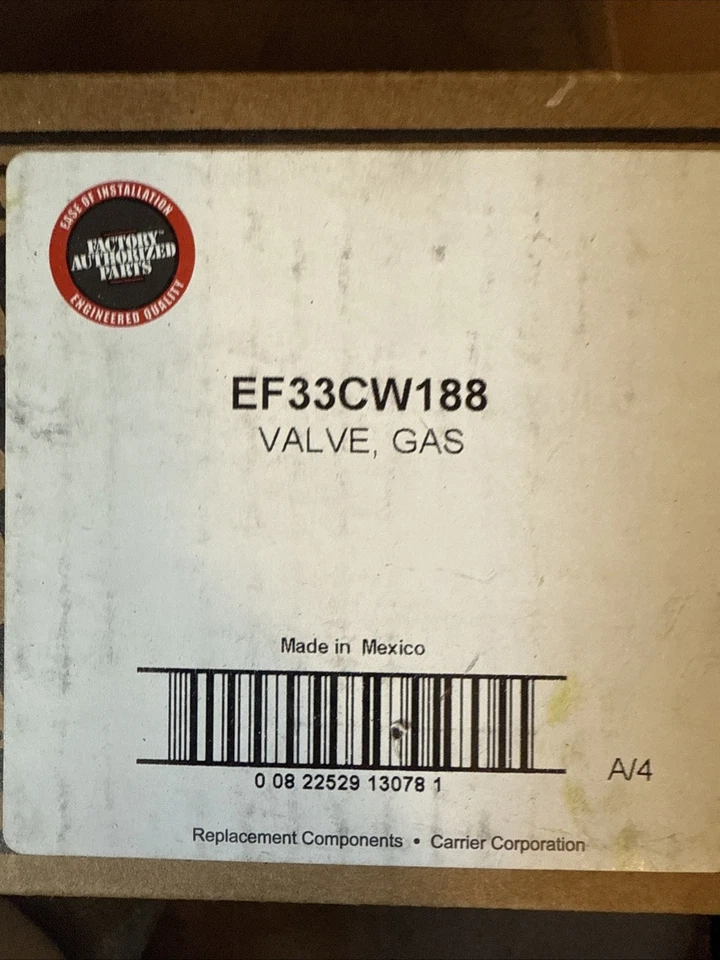 EASE OF INSTALLATION
FACTORY™
AUTHORIZED
PARTS
ENGINEERED QUALITY
EF33CW188
VALVE, GAS
Made in Mexico
0 08 22529 13078 1
A/4
Replacement Components • Carrier Corporation